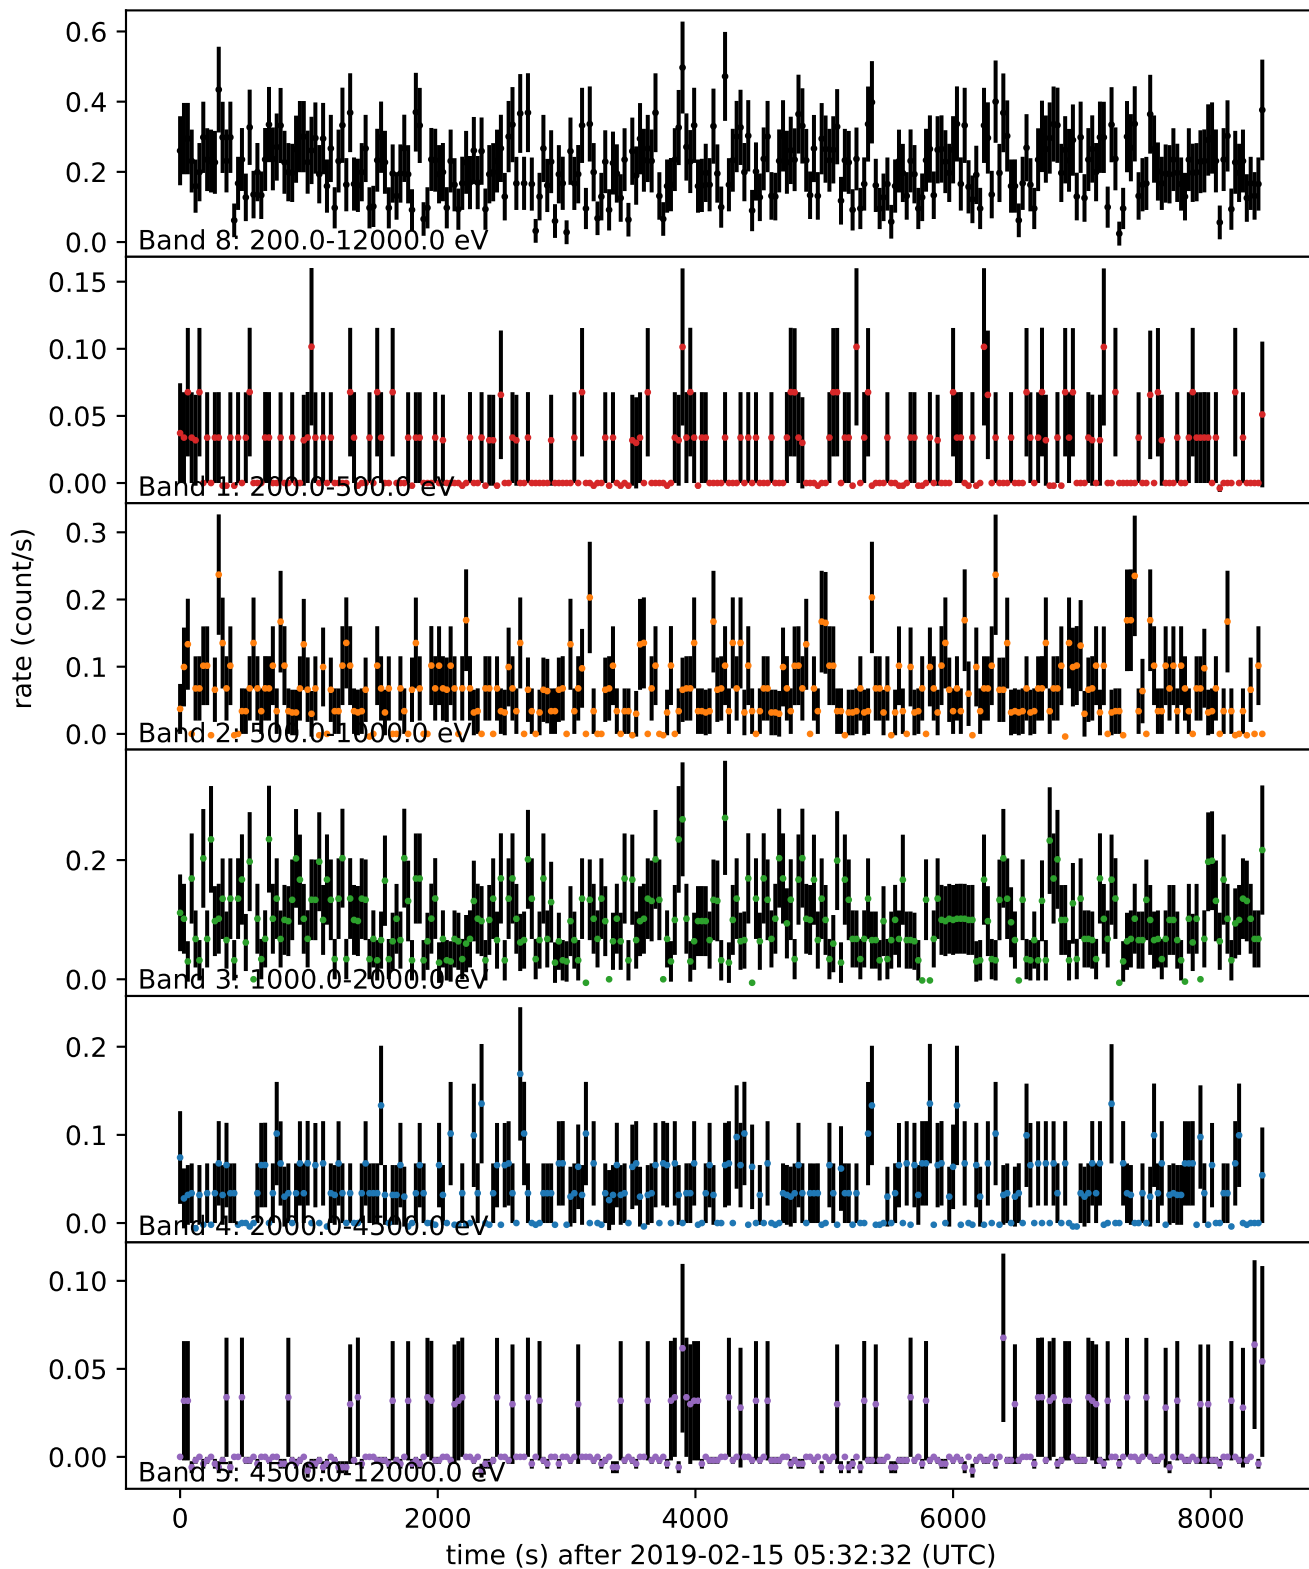 0.6
0.4
0.2
0.0
Band 8: 200.0-12000.0 eV
0.15
0.10
0.05
0.00
Band 1: 200.0-500.0 eV
rate (count/s)
0.3
0.2
0.1
0.0
Band 2: 500.0-1000.0 eV
0.2
0.0
Band 3: 1000.0-2000.0 eV
0.2
0.1
0.0
Band 4: 2000.0-4500.0 eV
0.10
0.05
0.00
Band 5: 4500.0-12000.0 eV
0 2000 4000 6000 8000
time (s) after 2019-02-15 05:32:32 (UTC)